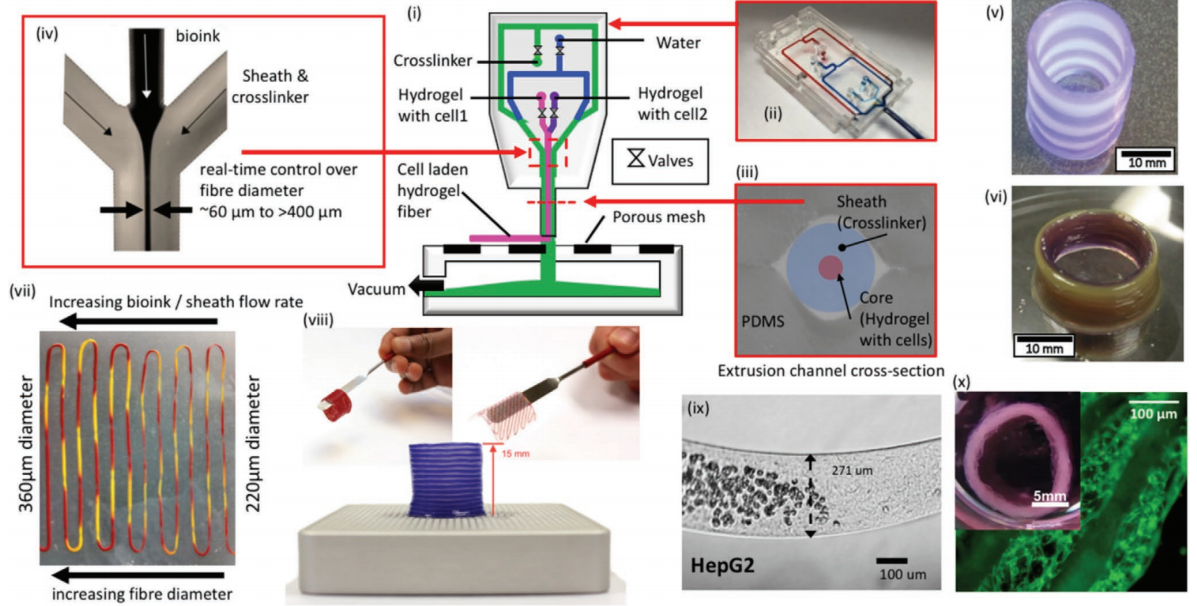 (iv)
bioink
Sheath &
crosslinker
real-time control over
fibre diameter
~60 µm to >400 µm
(i)
Water
Crosslinker
Hydrogel
with cell1
Hydrogel
with cell2
Valves
Cell laden
hydrogel
fiber
Porous mesh
Vacuum
(ii)
(iii)
Sheath
(Crosslinker)
Core
(Hydrogel
with cells)
PDMS
Extrusion channel cross-section
(v)
10 mm
(vi)
10 mm
(vii)
Increasing bioink / sheath flow rate
360µm diameter
220µm diameter
increasing fibre diameter
(viii)
15 mm
(ix)
271 um
HepG2
100 um
(x)
100 µm
5mm